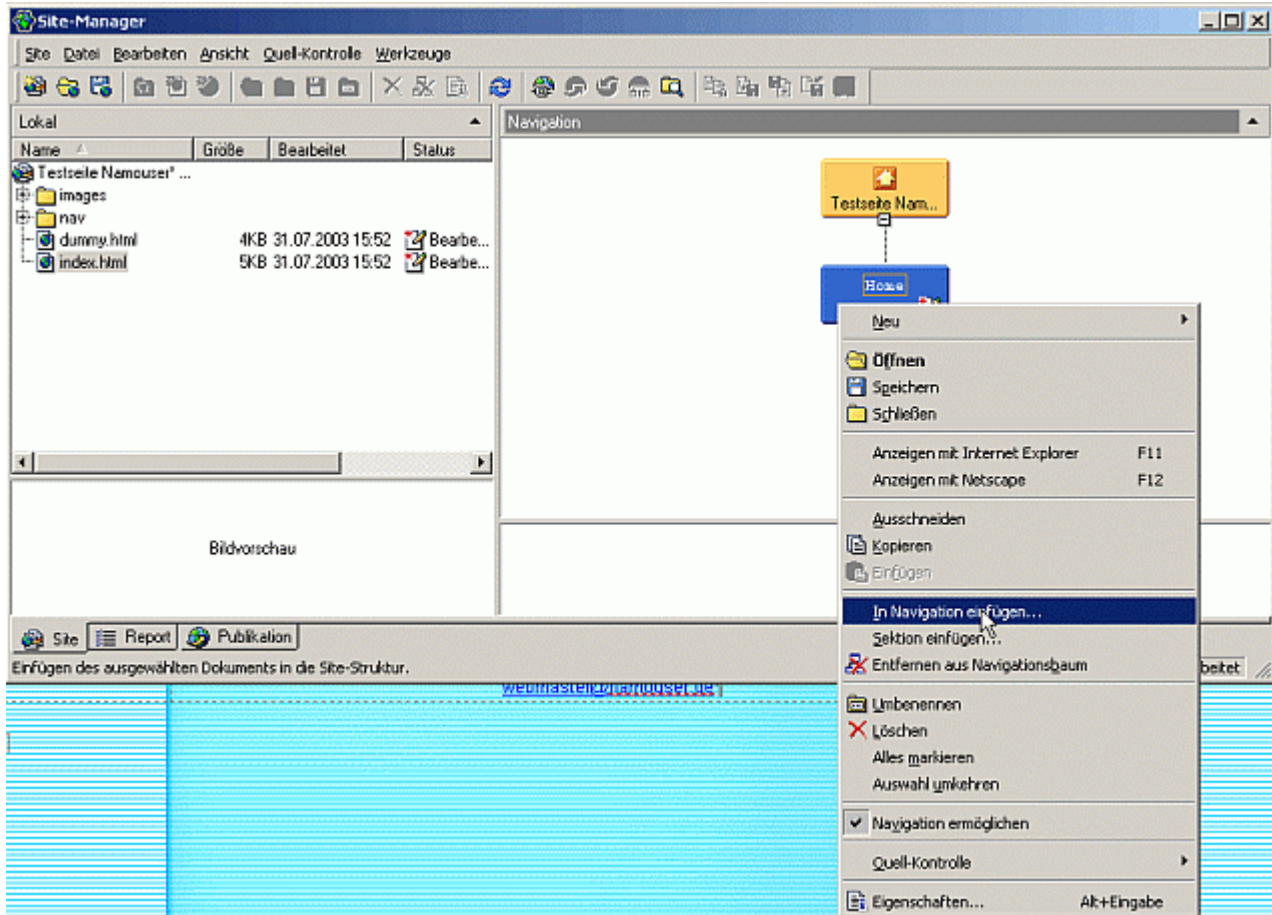 Site-Manager
Site Datei Bearbeiten Ansicht Quell-Kontrolle Werkzeuge
Lokal
Name Größe Bearbeitet Status
Testseite Namouser" ...
images
nav
dummy.html 4KB 31.07.2003 15:52 Bearbe...
index.html 5KB 31.07.2003 15:52 Bearbe...
Bildvorschau
Navigation
Testseite Nam...
Home
Neu
Öffnen
Speichern
Schließen
Anzeigen mit Internet Explorer F11
Anzeigen mit Netscape F12
Ausschneiden
Kopieren
Einfügen
In Navigation einfügen...
Sektion einfügen...
Entfernen aus Navigationsbaum
Umbenennen
Löschen
Alles markieren
Auswahl umkehren
Navigation ermöglichen
Quell-Kontrolle
Eigenschaften... Alt+Eingabe
Site Report Publikation
Einfügen des ausgewählten Dokuments in die Site-Struktur.
beitet
webmaster@namouser.de